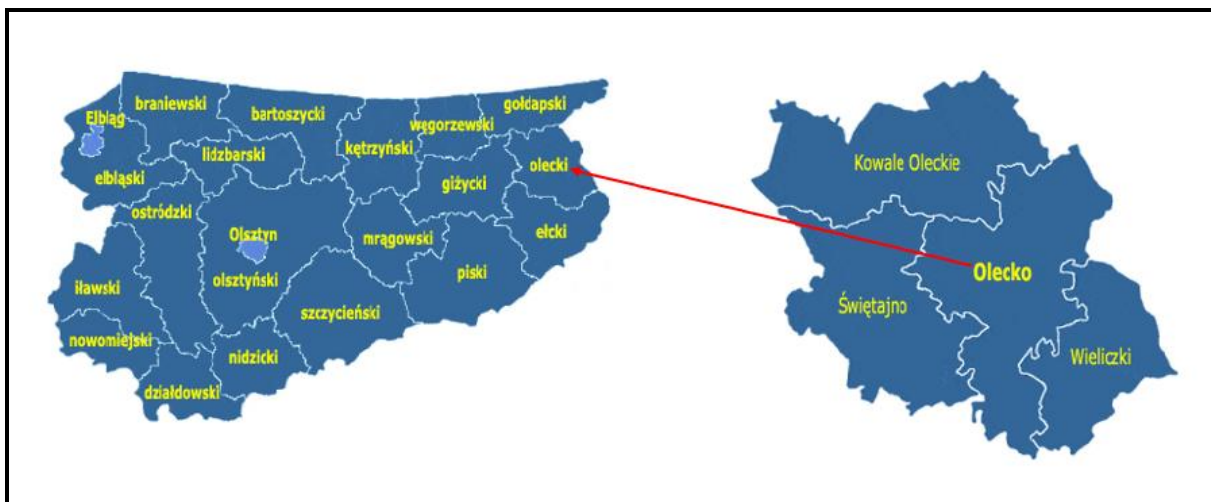 Elbląg
braniewski
bartoszycki
lidzbarski
kętrzyński
węgorzewski
gołdapski
olecki
giżycki
elbląski
ostródzki
Olsztyn
mrągowski
ełcki
olsztyński
piski
iławski
szczycieński
nowomiejski
nidzicki
działdowski
Kowale Oleckie
Olecko
Świętajno
Wieliczki